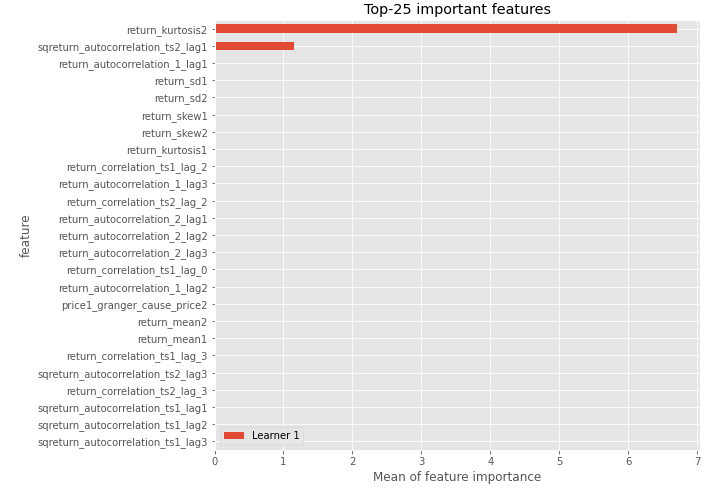 Top-25 important features
return_kurtosis2
sqreturn_autocorrelation_ts2_lag1
return_autocorrelation_1_lag1
return_sd1
return_sd2
return_skew1
return_skew2
return_kurtosis1
return_correlation_ts1_lag_2
return_autocorrelation_1_lag3
return_correlation_ts2_lag_2
return_autocorrelation_2_lag1
return_autocorrelation_2_lag2
return_autocorrelation_2_lag3
return_correlation_ts1_lag_0
return_autocorrelation_1_lag2
price1_granger_cause_price2
return_mean2
return_mean1
return_correlation_ts1_lag_3
sqreturn_autocorrelation_ts2_lag3
return_correlation_ts2_lag_3
sqreturn_autocorrelation_ts1_lag1
sqreturn_autocorrelation_ts1_lag2
sqreturn_autocorrelation_ts1_lag3
feature
Learner 1
0 1 2 3 4 5 6 7
Mean of feature importance